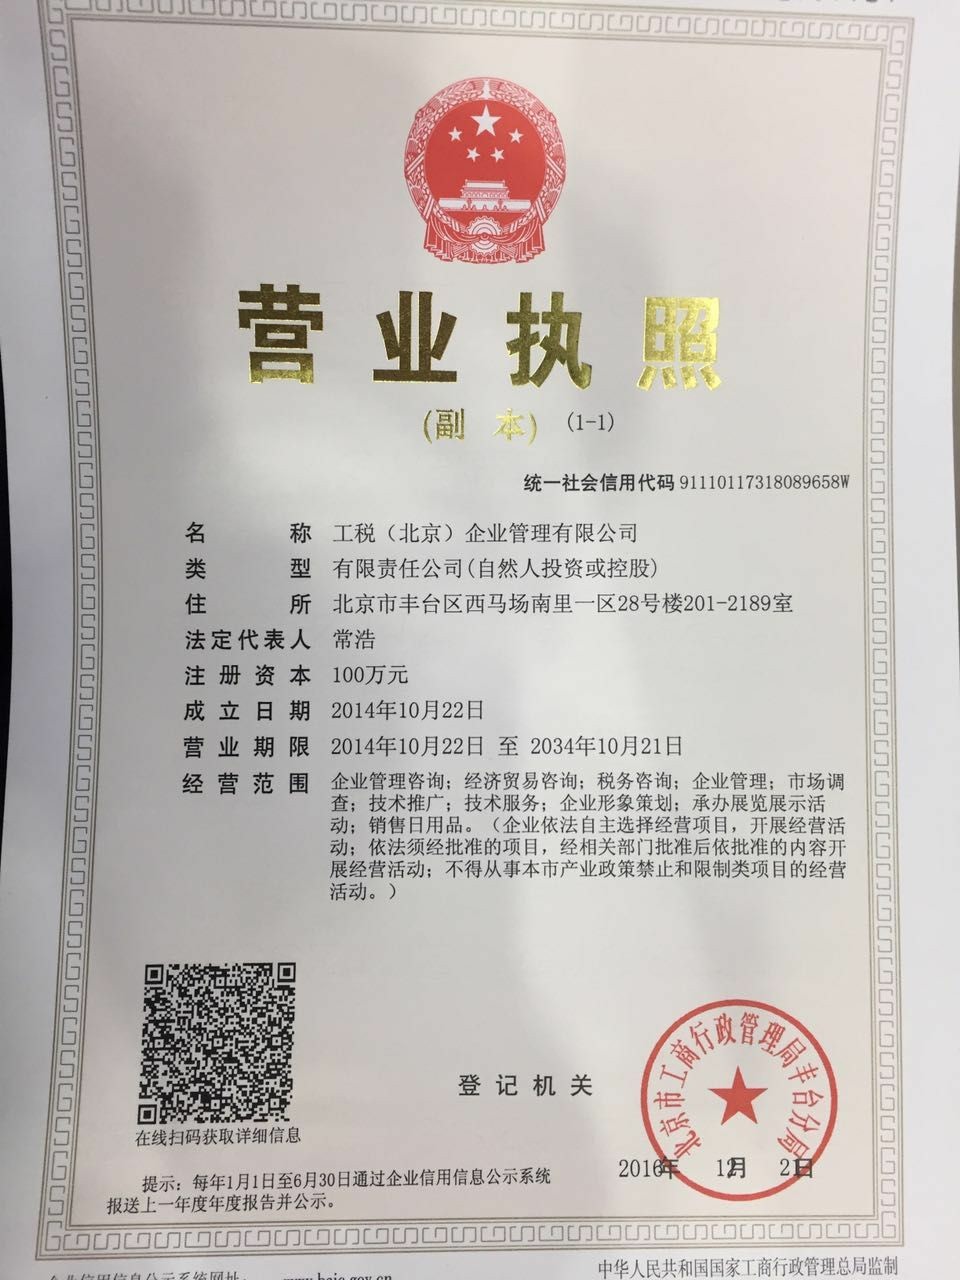 营业执照
(副 本) (1-1)
统一社会信用代码 91110117318089658W
名 称 工税（北京）企业管理有限公司
类 型 有限责任公司(自然人投资或控股)
住 所 北京市丰台区西马场南里一区28号楼201-2189室
法定代表人 常浩
注册资本 100万元
成立日期 2014年10月22日
营业期限 2014年10月22日 至 2034年10月21日
经营范围 企业管理咨询；经济贸易咨询；税务咨询；企业管理；市场调
查；技术推广；技术服务；企业形象策划；承办展览展示活
动；销售日用品。（企业依法自主选择经营项目，开展经营活
动；依法须经批准的项目，经相关部门批准后依批准的内容开
展经营活动；不得从事本市产业政策禁止和限制类项目的经营
活动。）
在线扫码获取详细信息
登记机关
北京市工商行政管理局丰台分局
2016年 12月 21日
提示：每年1月1日至6月30日通过企业信用信息公示系统
报送上一年度年度报告并公示。
企业信用信息公示系统网址： www.baic.gov.cn
中华人民共和国国家工商行政管理总局监制